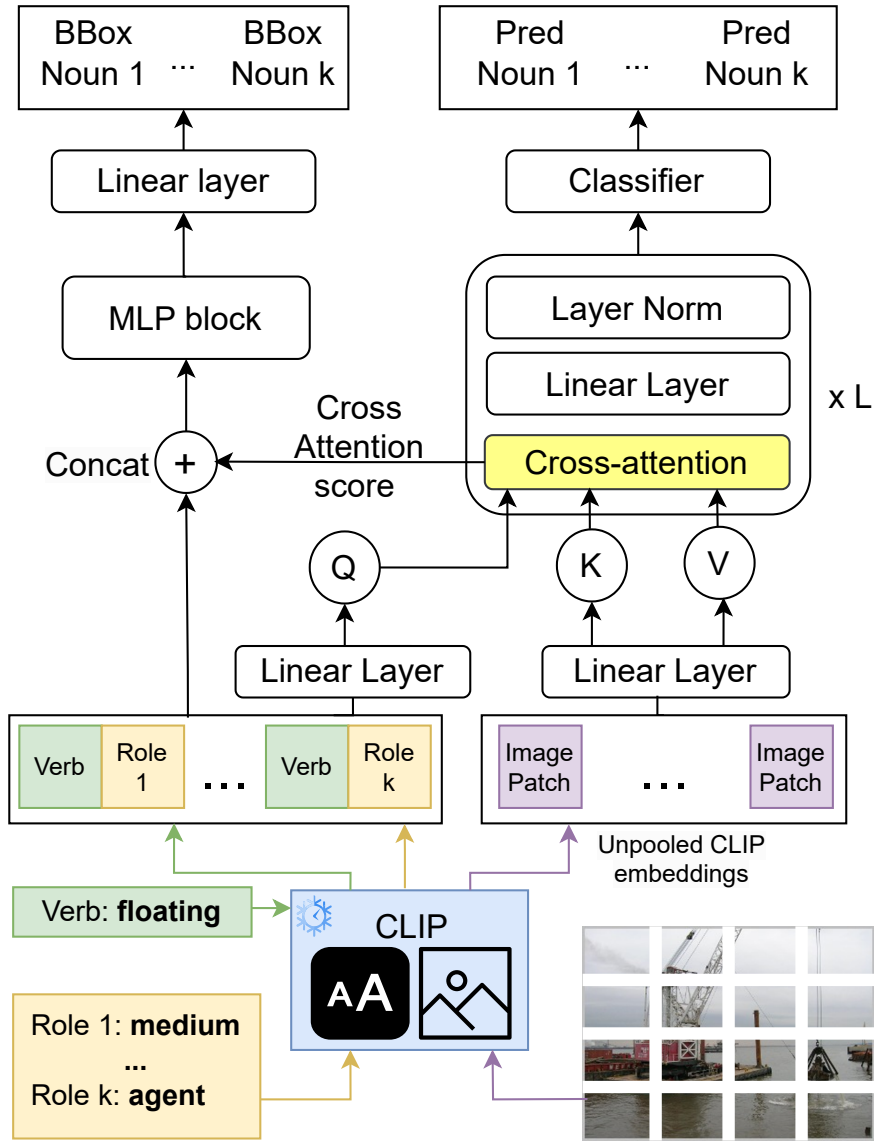 BBox
Noun 1
...
BBox
Noun k
Pred
Noun 1
...
Pred
Noun k
Linear layer
Classifier
MLP block
Layer Norm
Linear Layer
x L
Cross
Attention
score
Concat
+
Cross-attention
Q
K
V
Linear Layer
Linear Layer
Verb
Role
1
...
Verb
Role
k
Image
Patch
...
Image
Patch
Unpooled CLIP
embeddings
Verb: floating
CLIP
AA
Role 1: medium
...
Role k: agent